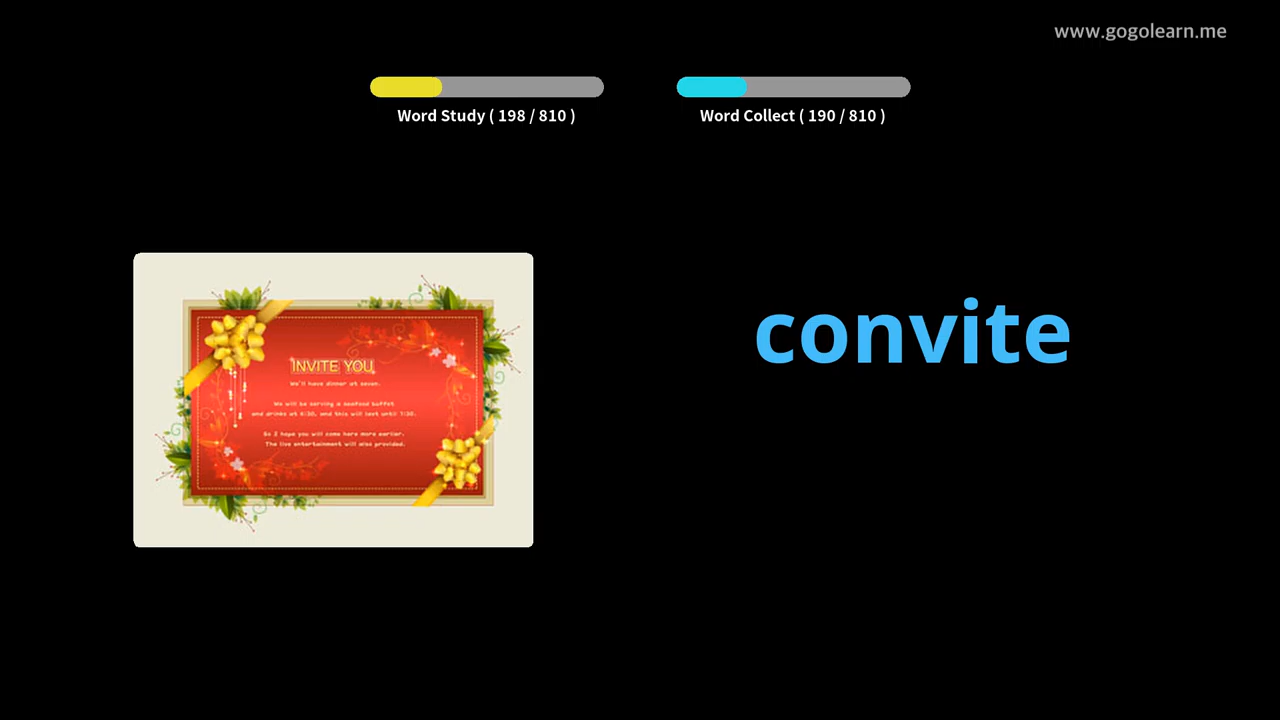 www.gogolearn.me
Word Study ( 198 / 810 )
Word Collect ( 190 / 810 )
convite
INVITE YOU
We'll have dinner at seven.
We will be serving a seafood buffet
and drinks at 6:30, and this will last until 7:30.
So I hope you will come here more earlier.
The live entertainment will also provided.